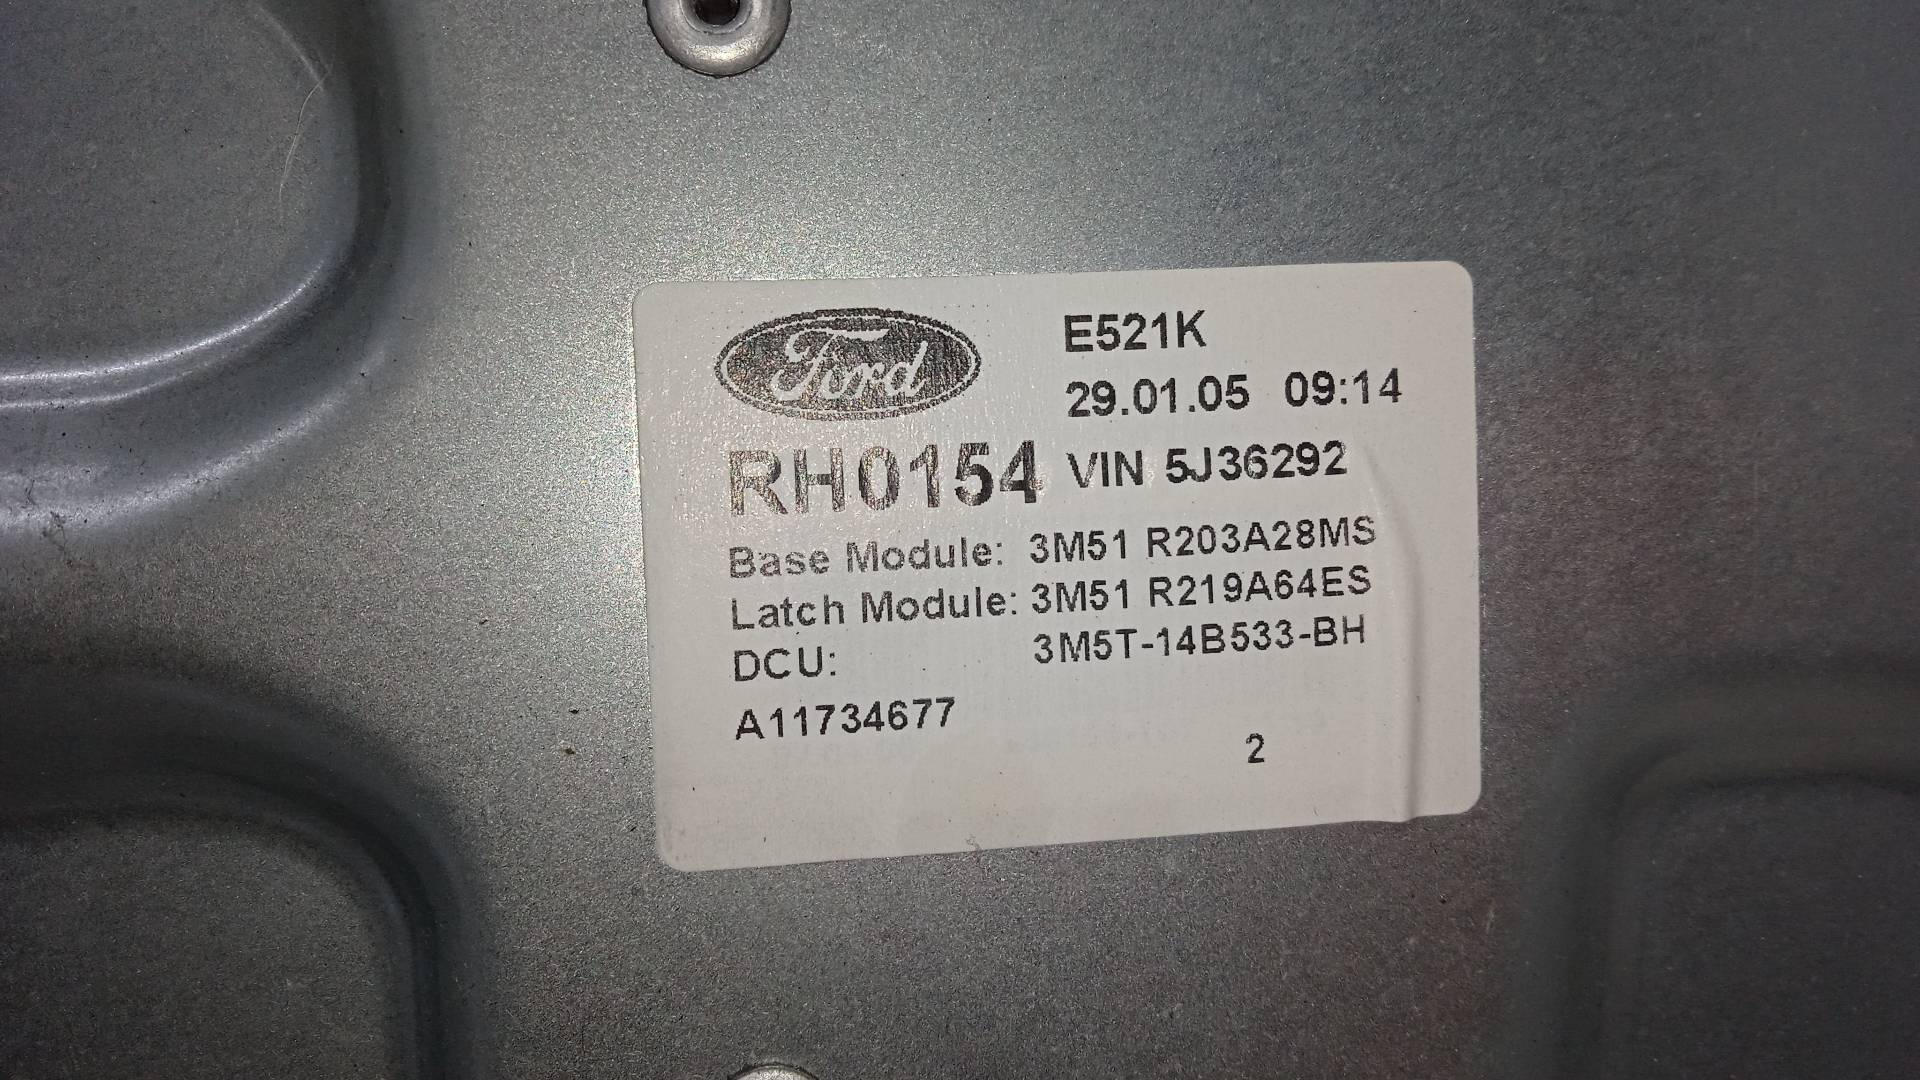 Ford
E521K
29.01.05 09:14
RH0154 VIN 5J36292
Base Module: 3M51 R203A28MS
Latch Module: 3M51 R219A64ES
DCU: 3M5T-14B533-BH
A11734677
2